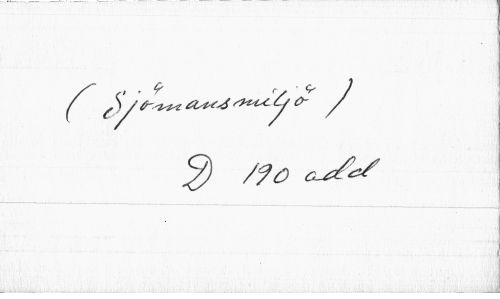 ( Sjömansmiljö )
D 190 add